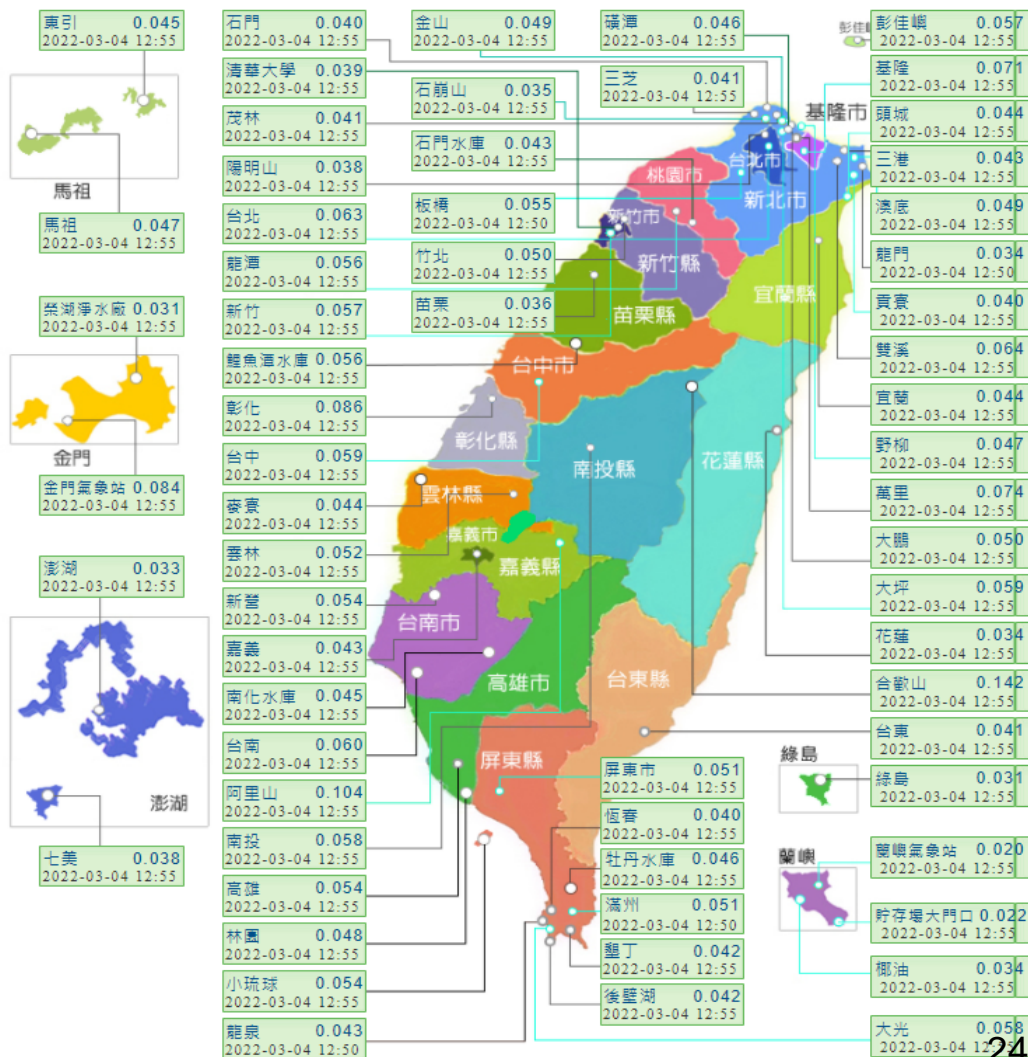 東引 0.045
2022-03-04 12:55
馬祖
馬祖 0.047
2022-03-04 12:55
榮湖淨水廠 0.031
2022-03-04 12:55
金門
金門氣象站 0.084
2022-03-04 12:55
澎湖 0.033
2022-03-04 12:55
澎湖
七美 0.038
2022-03-04 12:55
石門 0.040
2022-03-04 12:55
清華大學 0.039
2022-03-04 12:55
茂林 0.041
2022-03-04 12:55
陽明山 0.038
2022-03-04 12:55
台北 0.063
2022-03-04 12:55
龍潭 0.056
2022-03-04 12:55
新竹 0.057
2022-03-04 12:55
鯉魚潭水庫 0.056
2022-03-04 12:55
彰化 0.086
2022-03-04 12:55
台中 0.059
2022-03-04 12:55
麥寮 0.044
2022-03-04 12:55
雲林 0.052
2022-03-04 12:55
新營 0.054
2022-03-04 12:55
嘉義 0.043
2022-03-04 12:55
南化水庫 0.045
2022-03-04 12:55
台南 0.060
2022-03-04 12:55
阿里山 0.104
2022-03-04 12:55
南投 0.058
2022-03-04 12:55
高雄 0.054
2022-03-04 12:55
林園 0.048
2022-03-04 12:55
小琉球 0.054
2022-03-04 12:55
龍泉 0.043
2022-03-04 12:50
金山 0.049
2022-03-04 12:55
石崩山 0.035
2022-03-04 12:55
石門水庫 0.043
2022-03-04 12:55
板橋 0.055
2022-03-04 12:50
竹北 0.050
2022-03-04 12:55
苗栗 0.036
2022-03-04 12:55
磺潭 0.046
2022-03-04 12:55
三芝 0.041
2022-03-04 12:55
基隆市
台北市
桃園市
新北市
新竹市
新竹縣
宜蘭縣
苗栗縣
台中市
彰化縣
南投縣
花蓮縣
雲林縣
嘉義市
嘉義縣
台南市
高雄市
台東縣
屏東縣
屏東市 0.051
2022-03-04 12:55
恆春 0.040
2022-03-04 12:55
牡丹水庫 0.046
2022-03-04 12:55
滿州 0.051
2022-03-04 12:50
墾丁 0.042
2022-03-04 12:55
後壁湖 0.042
2022-03-04 12:55
彭佳嶼
彭佳嶼 0.057
2022-03-04 12:55
基隆 0.071
2022-03-04 12:55
頭城 0.044
2022-03-04 12:55
三港 0.043
2022-03-04 12:55
澳底 0.049
2022-03-04 12:55
龍門 0.034
2022-03-04 12:50
貢寮 0.040
2022-03-04 12:55
雙溪 0.064
2022-03-04 12:55
宜蘭 0.044
2022-03-04 12:55
野柳 0.047
2022-03-04 12:55
萬里 0.074
2022-03-04 12:55
大鵬 0.050
2022-03-04 12:55
大坪 0.059
2022-03-04 12:55
花蓮 0.034
2022-03-04 12:55
合歡山 0.142
2022-03-04 12:55
台東 0.041
2022-03-04 12:55
綠島
綠島 0.031
2022-03-04 12:55
蘭嶼
蘭嶼氣象站 0.020
2022-03-04 12:55
貯存場大門口 0.022
2022-03-04 12:55
椰油 0.034
2022-03-04 12:55
大光 0.058
2022-03-04 12:55
24